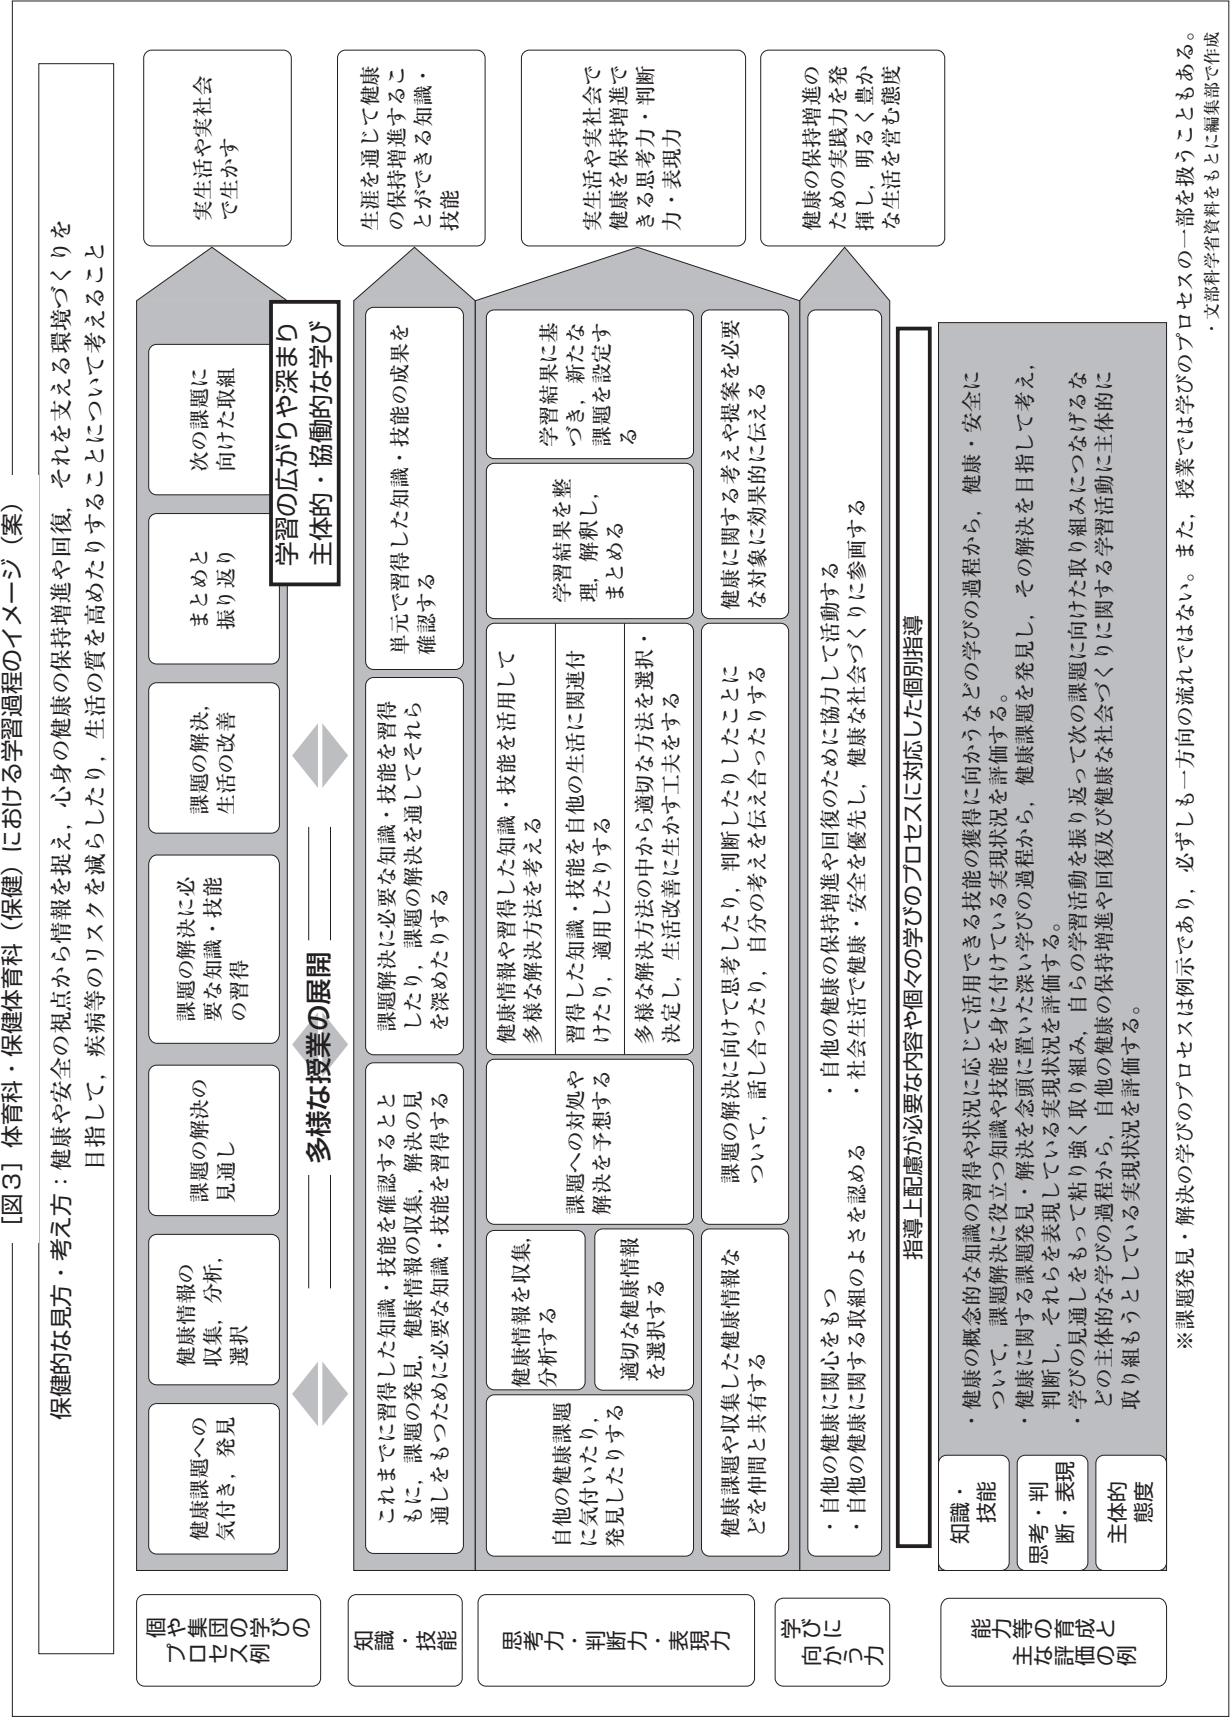 ［図3］体育科・保健体育科（保健）における学習過程のイメージ（案）
保健的な見方・考え方：健康や安全の視点から情報を捉え，心身の健康の保持増進や回復，それを支える環境づくりを
目指して，疾病等のリスクを減らしたり，生活の質を高めたりすることについて考えること
個や集団の学びの
プロセスの
例
健康課題への
気付き，発見
健康情報の
収集，分析，
選択
課題の解決の
見通し
課題の解決に必
要な知識・技能
の習得
課題の解決，
生活の改善
まとめと
振り返り
次の課題に
向けた取組
実生活や実社会
で生かす
多様な授業の展開
学習の広がりや深まり
主体的・協働的な学び
知識・技能
これまでに習得した知識・技能を確認するとと
もに，課題の発見，健康情報の収集，解決の見
通しをもつために必要な知識・技能を習得する
課題解決に必要な知識・技能を習得
したり，課題の解決を通してそれら
を深めたりする
単元で習得した知識・技能の成果を
確認する
生涯を通じて健康
の保持増進するこ
とができる知識・
技能
思考力・判断力・表現力
自他の健康課題
に気付いたり，
発見したりする
健康情報を収集，
分析する
適切な健康情報
を選択する
課題への対処や
解決を予想する
健康情報や習得した知識・技能を活用して
多様な解決方法を考える
習得した知識・技能を自他の生活に関連付
けたり，適用したりする
多様な解決方法の中から適切な方法を選択・
決定し，生活改善に生かす工夫をする
学習結果を整
理，解釈し，
まとめる
学習結果に基
づき，新たな
課題を設定す
る
健康課題や収集した健康情報な
どを仲間と共有する
課題の解決に向けて思考したり，判断したりしたことに
ついて，話し合ったり，自分の考えを伝え合ったりする
健康に関する考えや提案を必要
な対象に効果的に伝える
実生活や実社会で
健康を保持増進で
きる思考力・判断
力・表現力
学びに
向かう力
・自他の健康に関心をもつ
・自他の健康に関する取組のよさを認める
・自他の健康の保持増進や回復のために協力して活動する
・社会生活で健康・安全を優先し，健康な社会づくりに参画する
健康の保持増進の
ための実践力を発
揮し，明るく豊か
な生活を営む態度
指導上配慮が必要な内容や個々の学びのプロセスに対応した個別指導
能力等の育成と
主な評価の
例
知識・
技能
思考・判
断・表現
主体的
態度
・健康の概念的な知識の習得や状況に応じて活用できる技能の獲得に向かうなどの学びの過程から，健康・安全に
ついて，課題解決に役立つ知識や技能を身に付けている実現状況を評価する。
・健康に関する課題発見・解決を念頭に置いた深い学びの過程から，健康課題を発見し，その解決を目指して考え，
判断し，それらを表現している実現状況を評価する。
・学びの見通しをもって粘り強く取り組み，自らの学習活動を振り返って次の課題に向けた取り組みにつなげるな
どの主体的な学びの過程から，自他の健康の保持増進や回復及び健康な社会づくりに関する学習活動に主体的に
取り組もうとしている実現状況を評価する。
※課題発見・解決の学びのプロセスは例示であり，必ずしも一方向の流れではない。また，授業では学びのプロセスの一部を扱うこともある。
・文部科学省資料をもとに編集部で作成